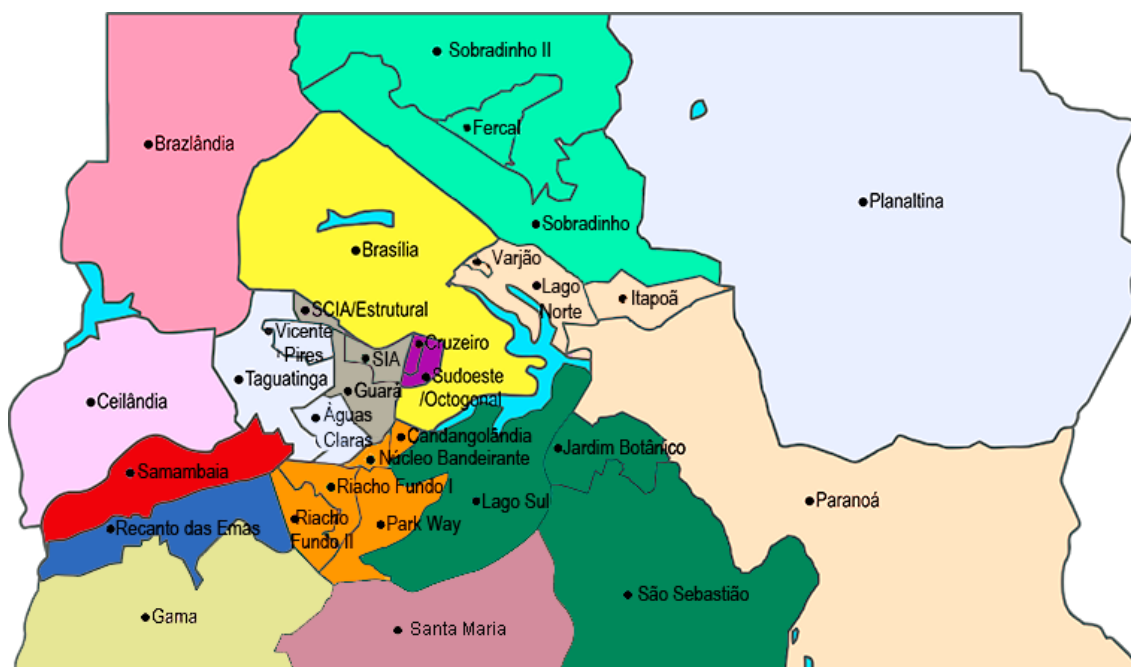 Sobradinho II
Fercal
Brazlândia
Planaltina
Sobradinho
Brasília
Varjão
Lago
Norte
Itapoã
SCIA/Estrutural
Vicente
Pires
SIA
Cruzeiro
Taguatinga
Sudoeste
/Octogonal
Guará
Ceilândia
Águas
Claras
Candangolândia
Núcleo Bandeirante
Jardim Botânico
Samambaia
Riacho Fundo I
Lago Sul
Paranoá
Recanto das Emas
Riacho
Fundo II
Park Way
São Sebastião
Gama
Santa Maria